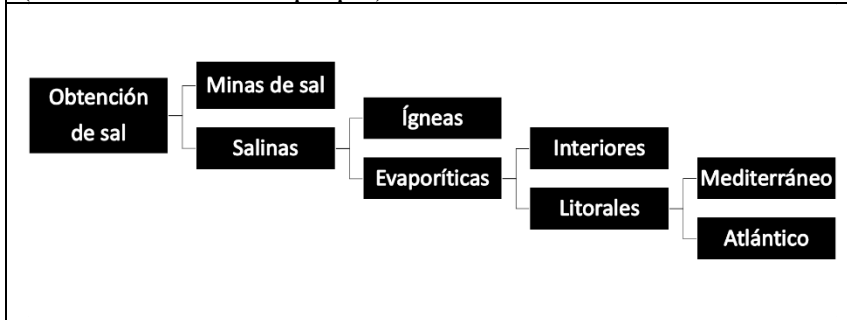 Obtención
de sal
Minas de sal
Salinas
Ígneas
Evaporíticas
Interiores
Litorales
Mediterráneo
Atlántico